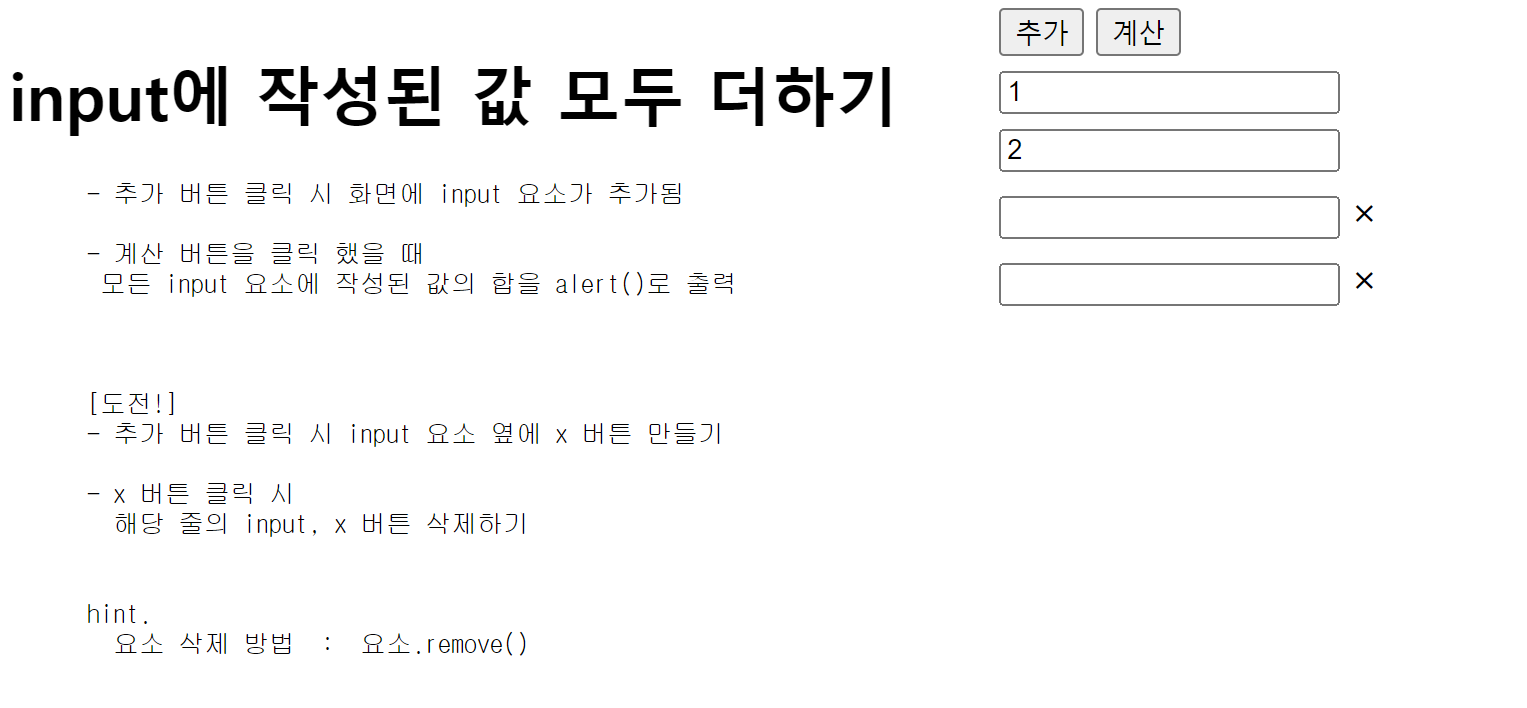 input에 작성된 값 모두 더하기
- 추가 버튼 클릭 시 화면에 input 요소가 추가됨
- 계산 버튼을 클릭 했을 때
모든 input 요소에 작성된 값의 합을 alert()로 출력
[도전!]
- 추가 버튼 클릭 시 input 요소 옆에 x 버튼 만들기
- x 버튼 클릭 시
해당 줄의 input, x 버튼 삭제하기
hint.
요소 삭제 방법 : 요소.remove()
추가 계산
1
2
×
×